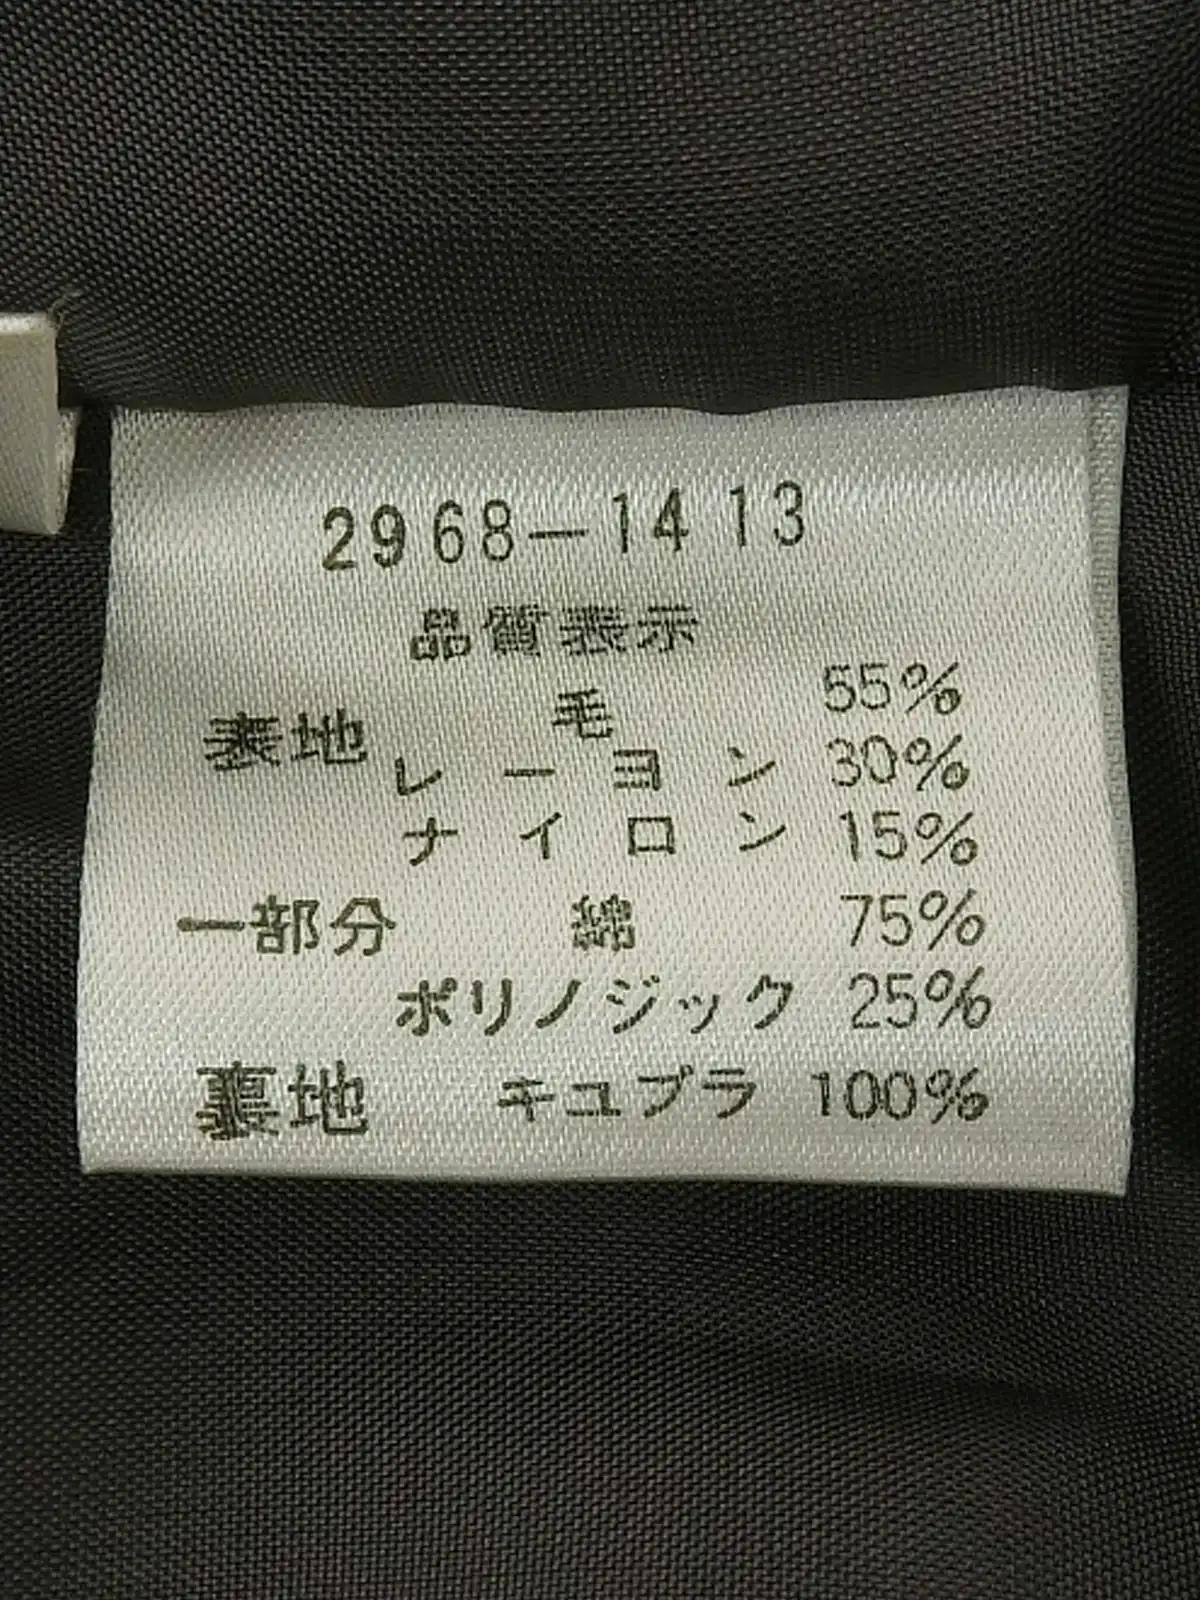 2968-1413
品質表示
表地 毛 55%
レーヨン 30%
ナイロン 15%
一部分 綿 75%
ポリノジック 25%
裏地 キュプラ 100%